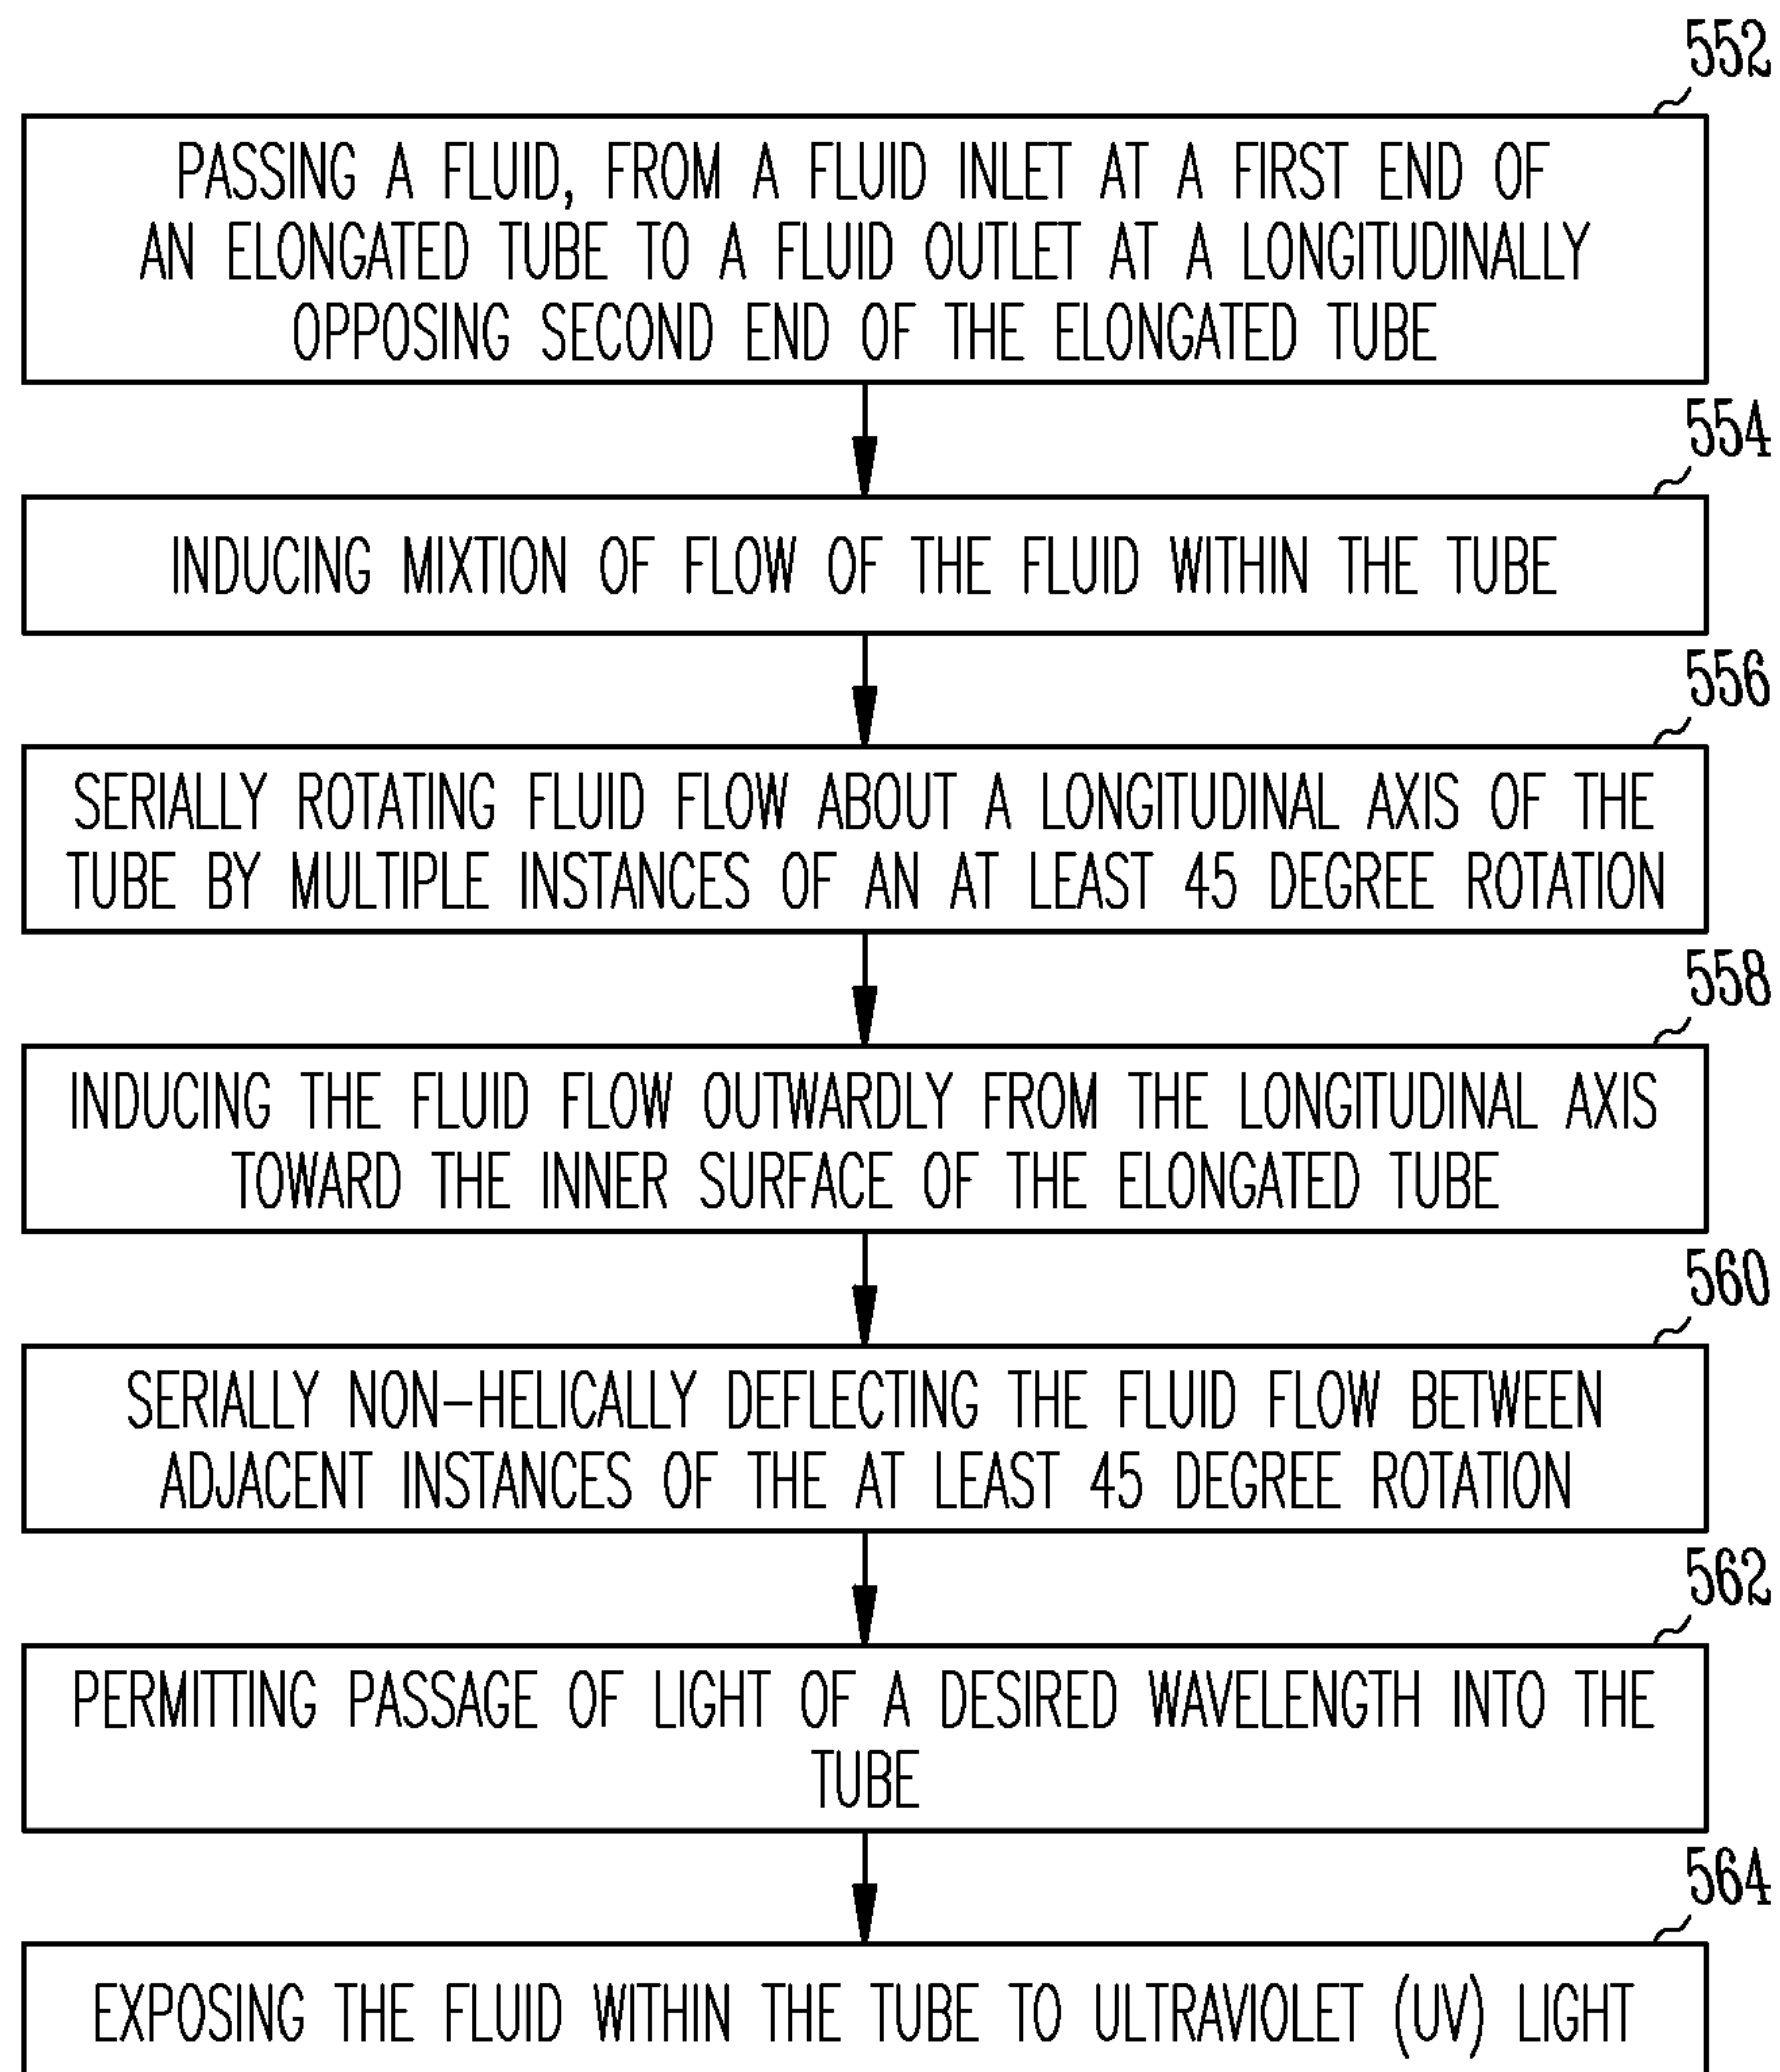 552
PASSING A FLUID, FROM A FLUID INLET AT A FIRST END OF
AN ELONGATED TUBE TO A FLUID OUTLET AT A LONGITUDINALLY
OPPOSING SECOND END OF THE ELONGATED TUBE
554
INDUCING MIXTION OF FLOW OF THE FLUID WITHIN THE TUBE
556
SERIALLY ROTATING FLUID FLOW ABOUT A LONGITUDINAL AXIS OF THE
TUBE BY MULTIPLE INSTANCES OF AN AT LEAST 45 DEGREE ROTATION
558
INDUCING THE FLUID FLOW OUTWARDLY FROM THE LONGITUDINAL AXIS
TOWARD THE INNER SURFACE OF THE ELONGATED TUBE
560
SERIALLY NON-HELICALLY DEFLECTING THE FLUID FLOW BETWEEN
ADJACENT INSTANCES OF THE AT LEAST 45 DEGREE ROTATION
562
PERMITTING PASSAGE OF LIGHT OF A DESIRED WAVELENGTH INTO THE
TUBE
564
EXPOSING THE FLUID WITHIN THE TUBE TO ULTRAVIOLET (UV) LIGHT